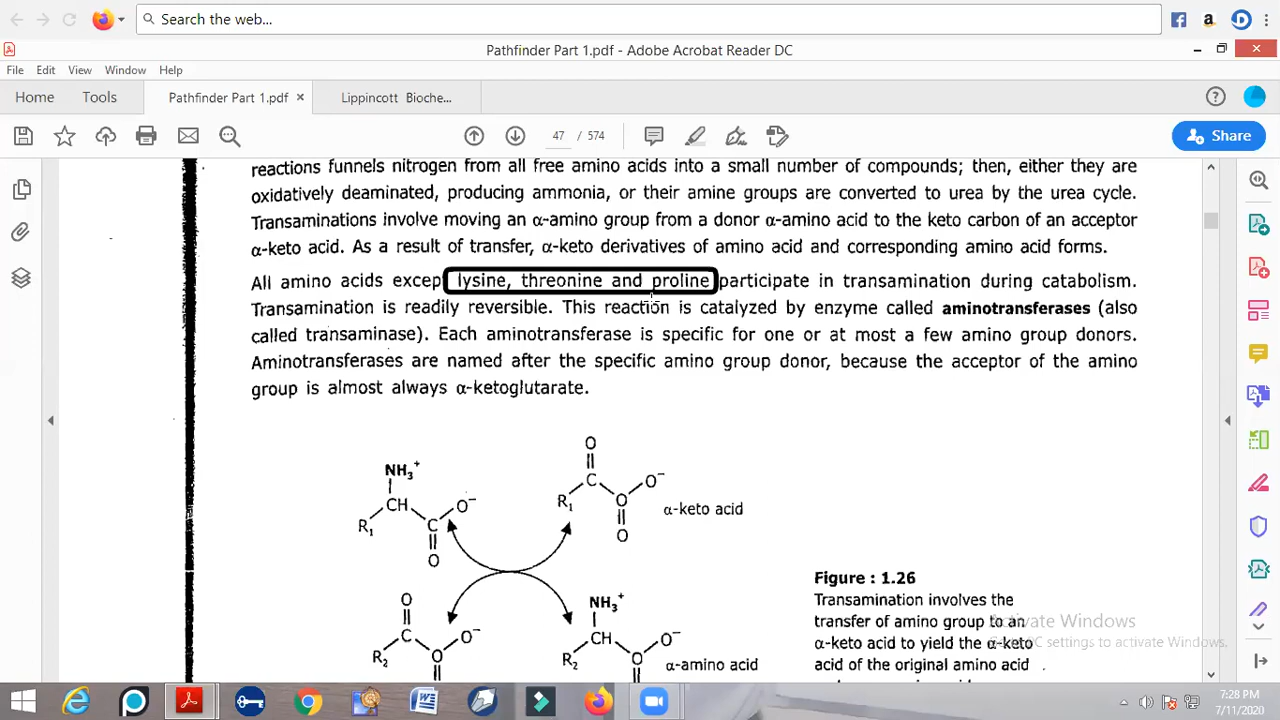 Search the web...
Pathfinder Part 1.pdf - Adobe Acrobat Reader DC
File Edit View Window Help
Home Tools Pathfinder Part 1.pdf × Lippincott Bioche...
47 / 574
Share
reactions funnels nitrogen from all free amino acids into a small number of compounds; then, either they are
oxidatively deaminated, producing ammonia, or their amine groups are converted to urea by the urea cycle.
Transaminations involve moving an α-amino group from a donor α-amino acid to the keto carbon of an acceptor
α-keto acid. As a result of transfer, α-keto derivatives of amino acid and corresponding amino acid forms.
All amino acids excep lysine, threonine and proline participate in transamination during catabolism.
Transamination is readily reversible. This reaction is catalyzed by enzyme called aminotransferases (also
called transaminase). Each aminotransferase is specific for one or at most a few amino group donors.
Aminotransferases are named after the specific amino group donor, because the acceptor of the amino
group is almost always α-ketoglutarate.
NH₃⁺
CH
O⁻
R₁
C
O
O
C
O⁻
R₁
O
O
α-keto acid
O
C
O⁻
R₂
O
NH₃⁺
CH
O⁻
R₂
O
α-amino acid
Figure : 1.26
Transamination involves the
transfer of amino group to an
α-keto acid to yield the α-keto
acid of the original amino acid
Activate Windows
PC settings to activate Windows.
7:28 PM
7/11/2020